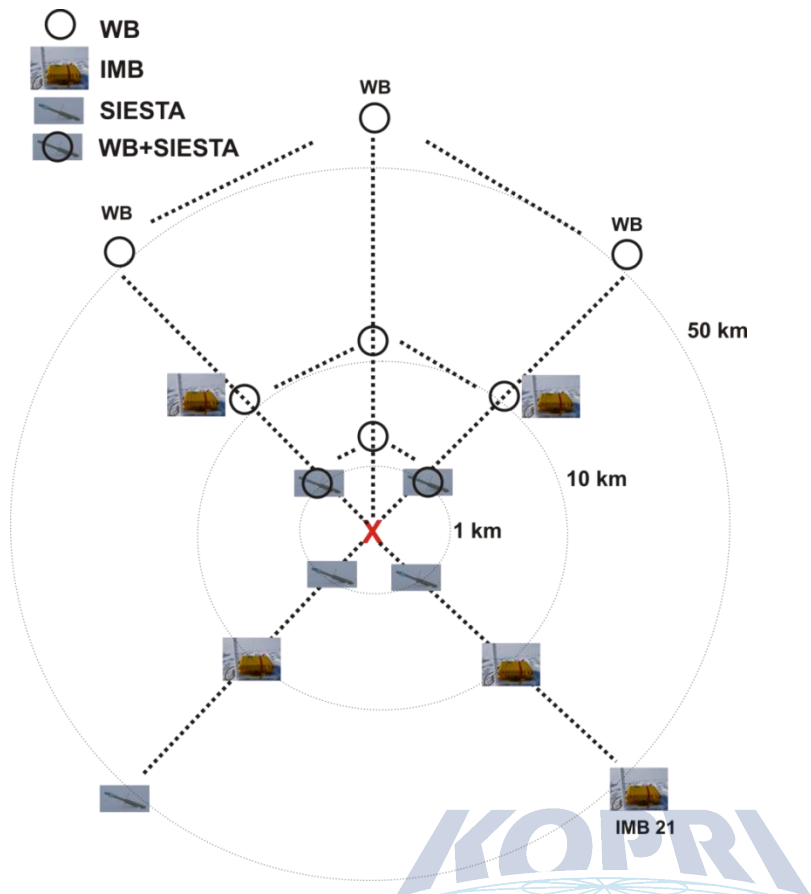 WB
IMB
SIESTA
WB+SIESTA
WB
WB
WB
50 km
10 km
X
1 km
IMB 21
KOPRI